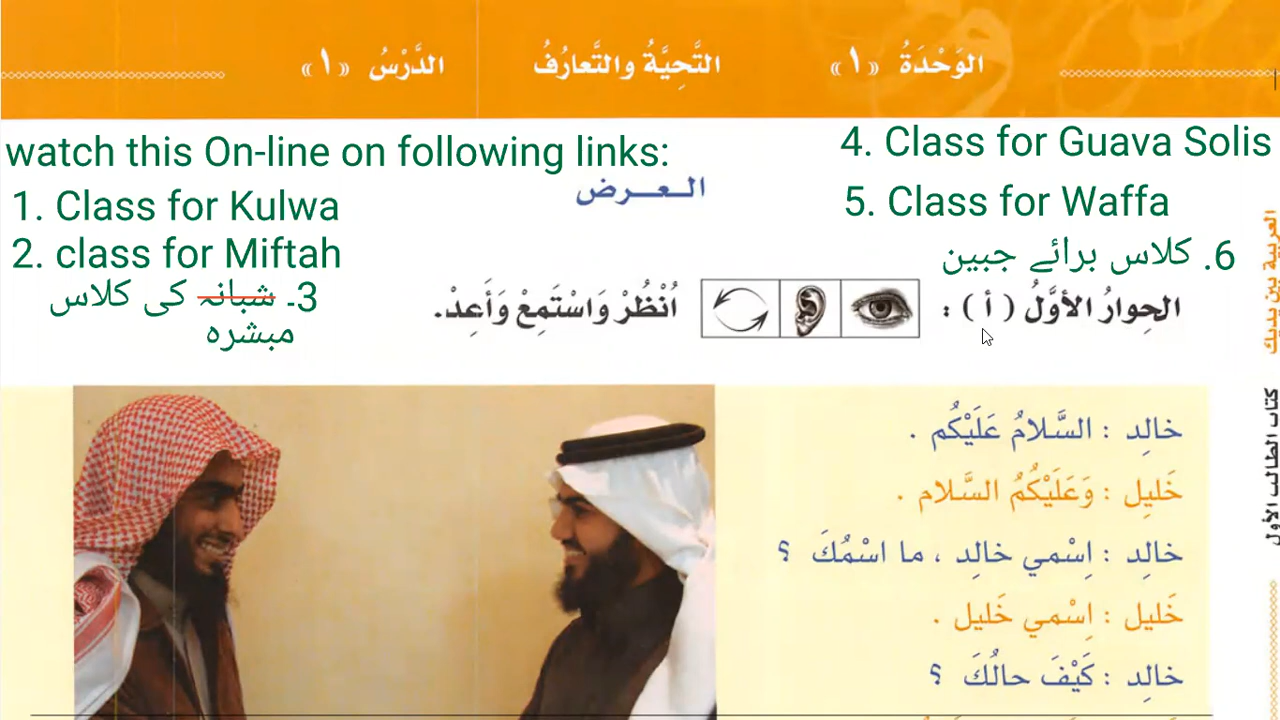 الوَحْدَةُ «١» التَّحِيَّةُ والتَّعارُفُ الدَّرْسُ «١»
watch this On-line on following links:
1. Class for Kulwa
2. class for Miftah
3۔ شبانہ کی کلاس
مبشرہ
4. Class for Guava Solis
5. Class for Waffa
6. کلاس برائے جبین
العرض
الحِوارُ الأوَّلُ ( أ ) : اُنْظُرْ وَاسْتَمِعْ وَأَعِدْ.
خالِد : السَّلامُ عَلَيْكُم .
خَليِل : وَعَلَيْكُمُ السَّلام .
خالِد : اِسْمي خالِد ، ما اسْمُكَ ؟
خَليل : اِسْمي خَليل .
خالِد : كَيْفَ حالُكَ ؟
العربية بين يديك
كتاب الطالب الأول